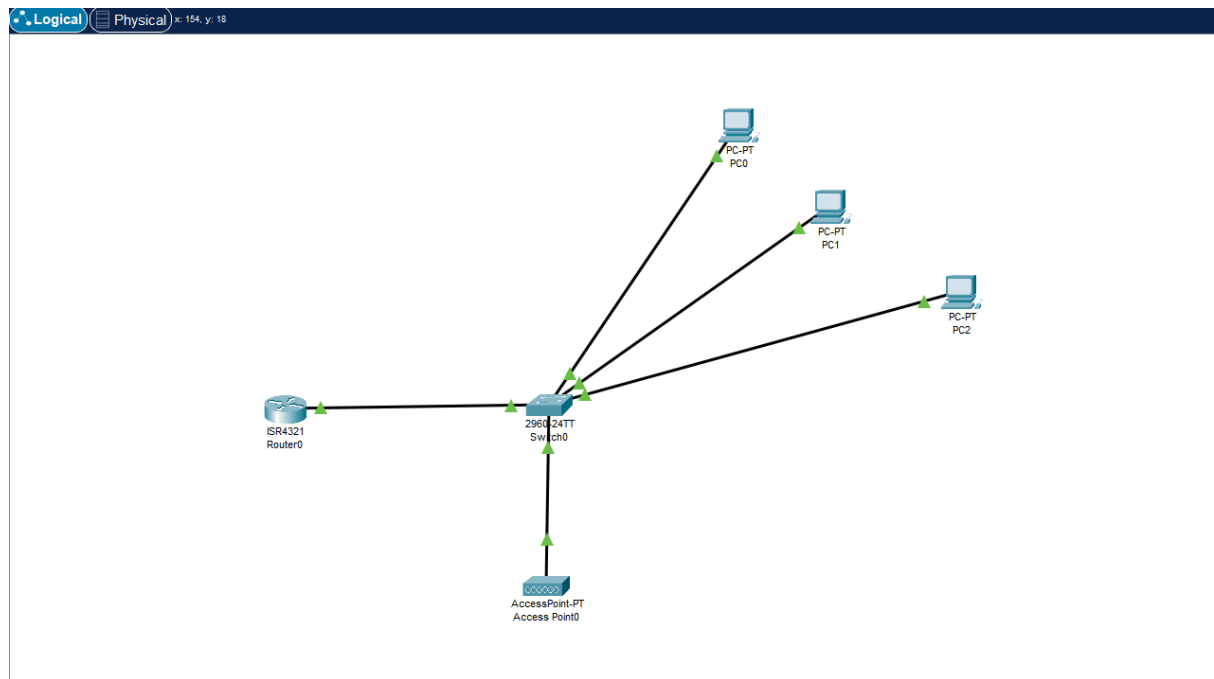 Logical Physical x: 154, y: 18
PC-PT
PC0
PC-PT
PC1
PC-PT
PC2
ISR4321
Router0
2960-24TT
Switch0
AccessPoint-PT
Access Point0